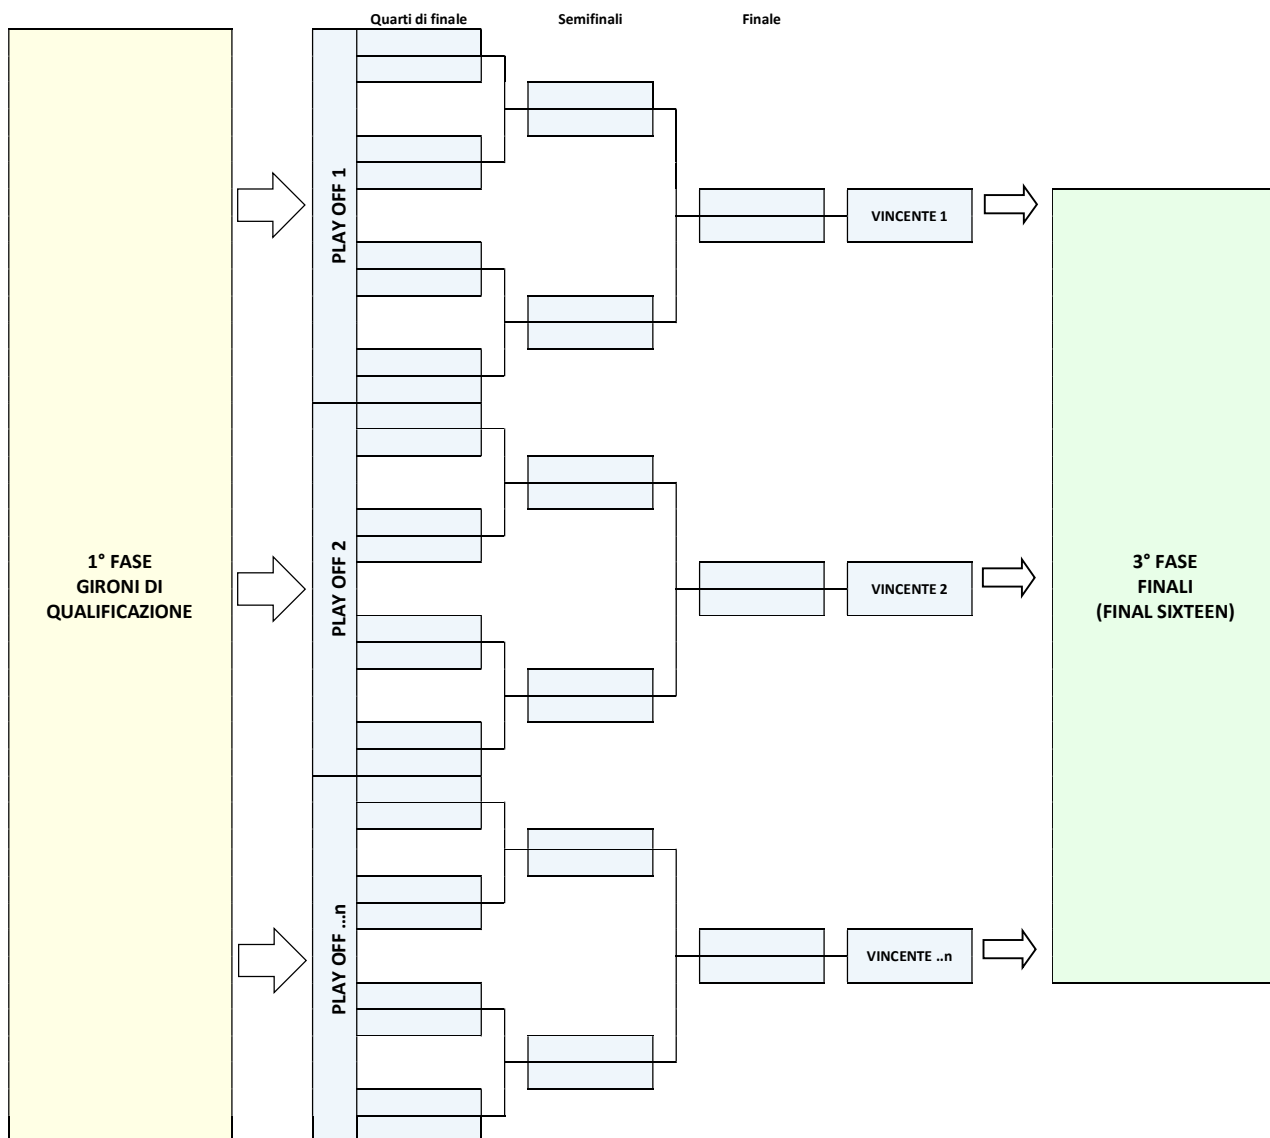 Quarti di finale
Semifinali
Finale
PLAY OFF 1
VINCENTE 1
1° FASE
GIRONI DI
QUALIFICAZIONE
PLAY OFF 2
VINCENTE 2
3° FASE
FINALI
(FINAL SIXTEEN)
PLAY OFF ...n
VINCENTE ..n